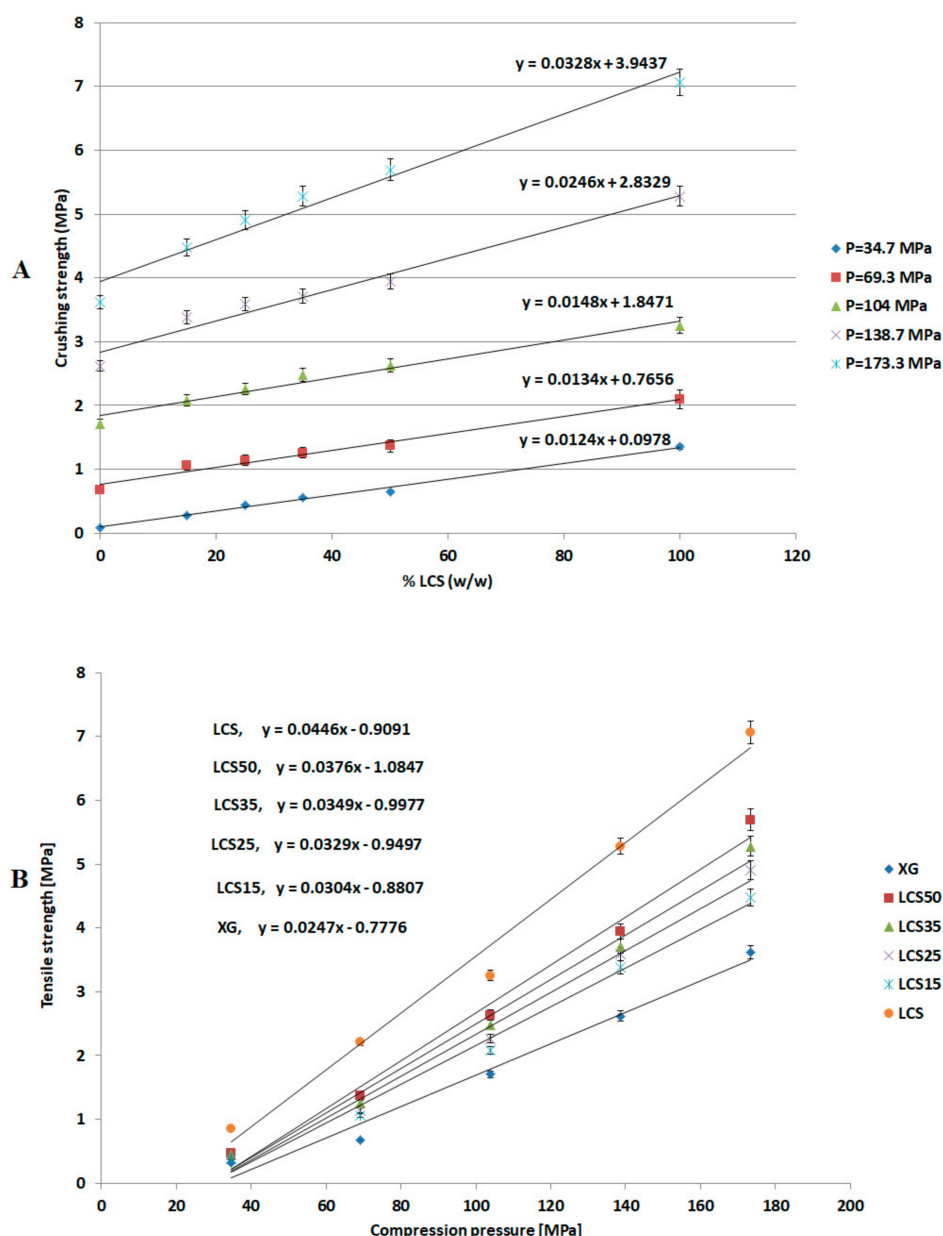 8
y = 0.0328x + 3.9437
7
6
y = 0.0246x + 2.8329
5
A
Crushing strength (MPa)
4
y = 0.0148x + 1.8471
3
y = 0.0134x + 0.7656
2
y = 0.0124x + 0.0978
1
0
0 20 40 60 80 100 120
% LCS (w/w)
P=34.7 MPa
P=69.3 MPa
P=104 MPa
P=138.7 MPa
P=173.3 MPa
8
7
6
5
4
3
2
1
0
LCS, y = 0.0446x - 0.9091
LCS50, y = 0.0376x - 1.0847
LCS35, y = 0.0349x - 0.9977
LCS25, y = 0.0329x - 0.9497
LCS15, y = 0.0304x - 0.8807
XG, y = 0.0247x - 0.7776
B
Tensile strength [MPa]
0 20 40 60 80 100 120 140 160 180 200
Compression pressure [MPa]
XG
LCS50
LCS35
LCS25
LCS15
LCS